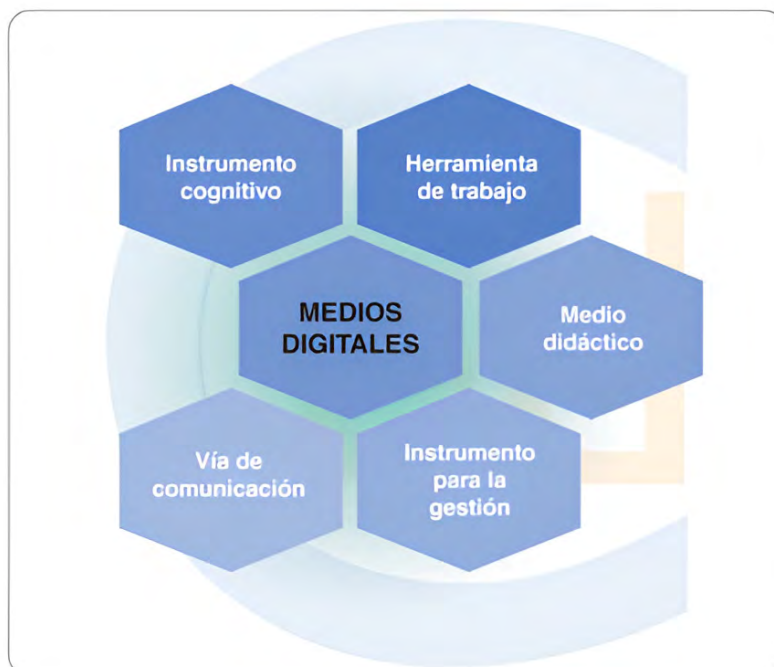 Instrumento
cognitivo
Herramienta
de trabajo
MEDIOS
DIGITALES
Medio
didáctico
Vía de
comunicación
Instrumento
para la
gestión